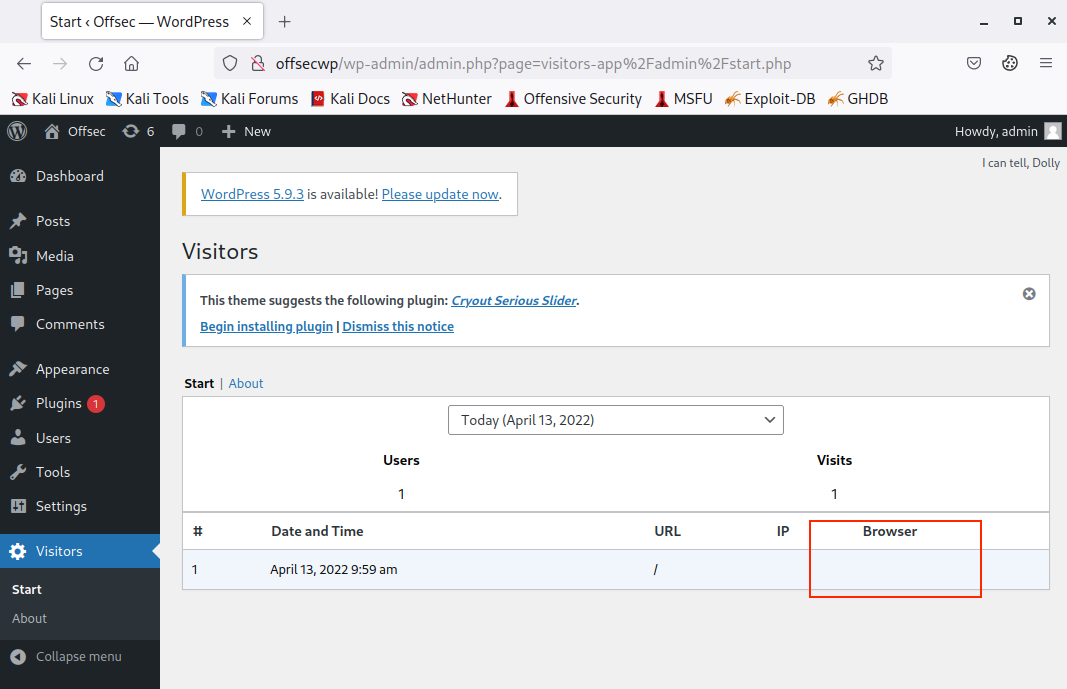 Start ‹ Offsec — WordPress
offsecwp/wp-admin/admin.php?page=visitors-app%2Fadmin%2Fstart.php
Kali Linux Kali Tools Kali Forums Kali Docs NetHunter Offensive Security MSFU Exploit-DB GHDB
Offsec 6 0 New Howdy, admin
I can tell, Dolly
Dashboard
Posts
Media
Pages
Comments
Appearance
Plugins 1
Users
Tools
Settings
Visitors
Start
About
Collapse menu
WordPress 5.9.3 is available! Please update now.
Visitors
This theme suggests the following plugin: Cryout Serious Slider.
Begin installing plugin | Dismiss this notice
Start | About
Today (April 13, 2022)
Users Visits
1 1
# Date and Time URL IP Browser
1 April 13, 2022 9:59 am /